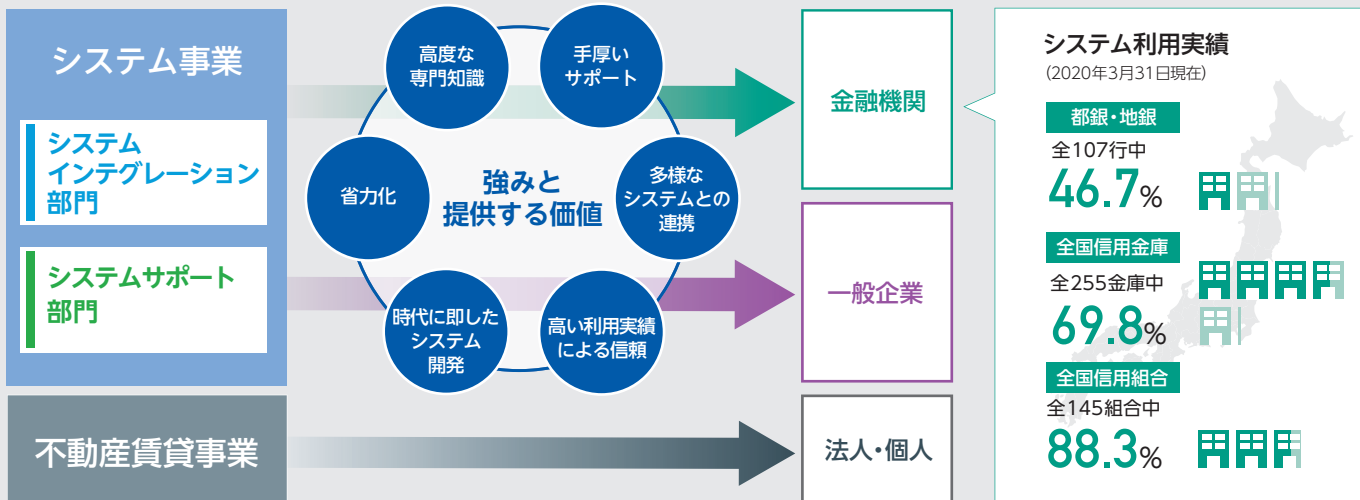 システム事業
システム
インテグレーション
部門
システムサポート
部門
不動産賃貸事業
高度な
専門知識
手厚い
サポート
省力化
強みと
提供する価値
多様な
システムとの
連携
時代に即した
システム
開発
高い利用実績
による信頼
金融機関
一般企業
法人・個人
システム利用実績
(2020年3月31日現在)
都銀・地銀
全107行中
46.7%
全国信用金庫
全255金庫中
69.8%
全国信用組合
全145組合中
88.3%